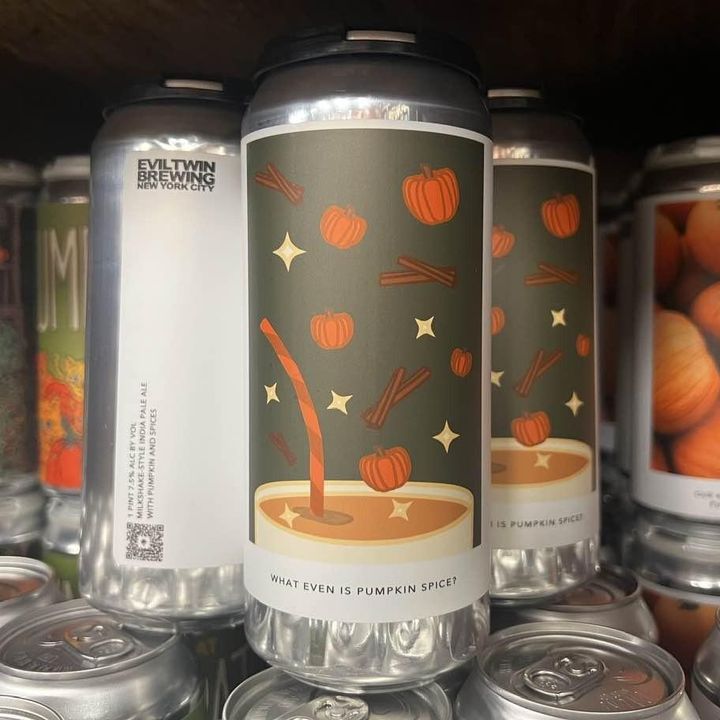 EVILTWIN
BREWING
NEW YORK CITY
1 PINT 7.5% ALC BY VOL
MILKSHAKE-STYLE INDIA PALE ALE
WITH PUMPKIN AND SPICES
WHAT EVEN IS PUMPKIN SPICE?
IS PUMPKIN SPICE?
UM